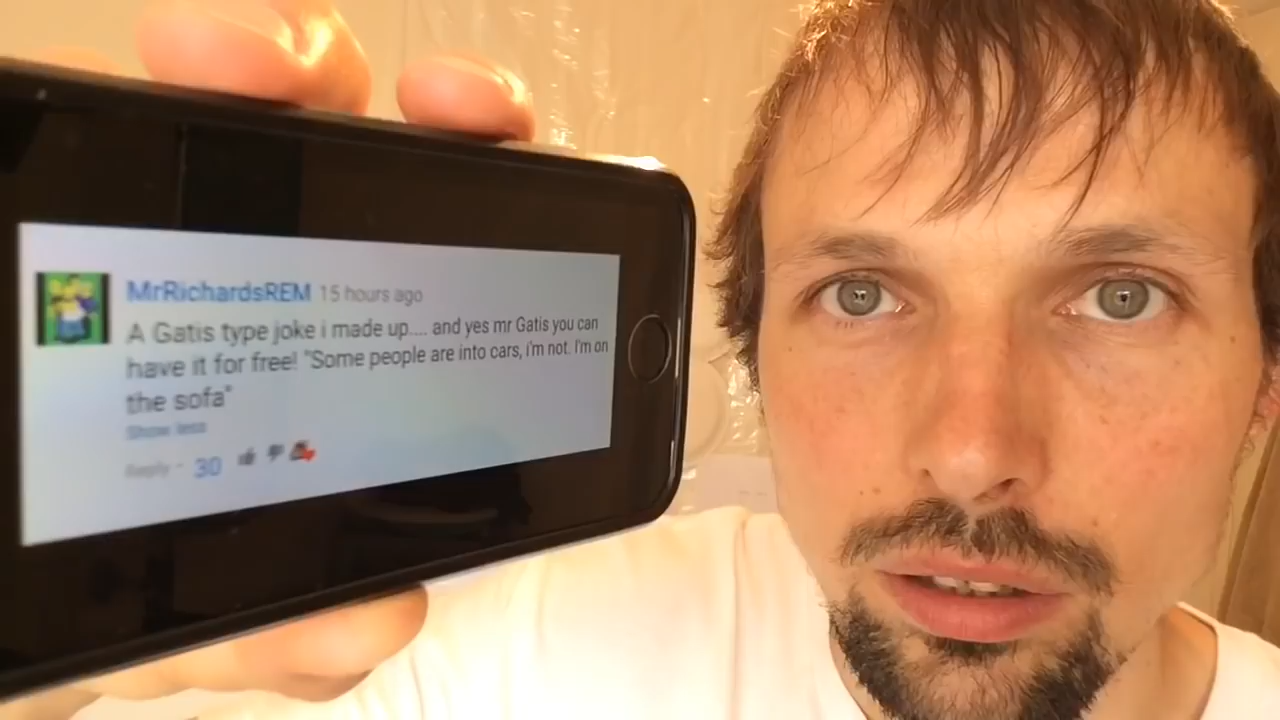 MrRichardsREM 15 hours ago
A Gatis type joke i made up.... and yes mr Gatis you can
have it for free! "Some people are into cars, i'm not. I'm on
the sofa"
Show less
Reply · 30